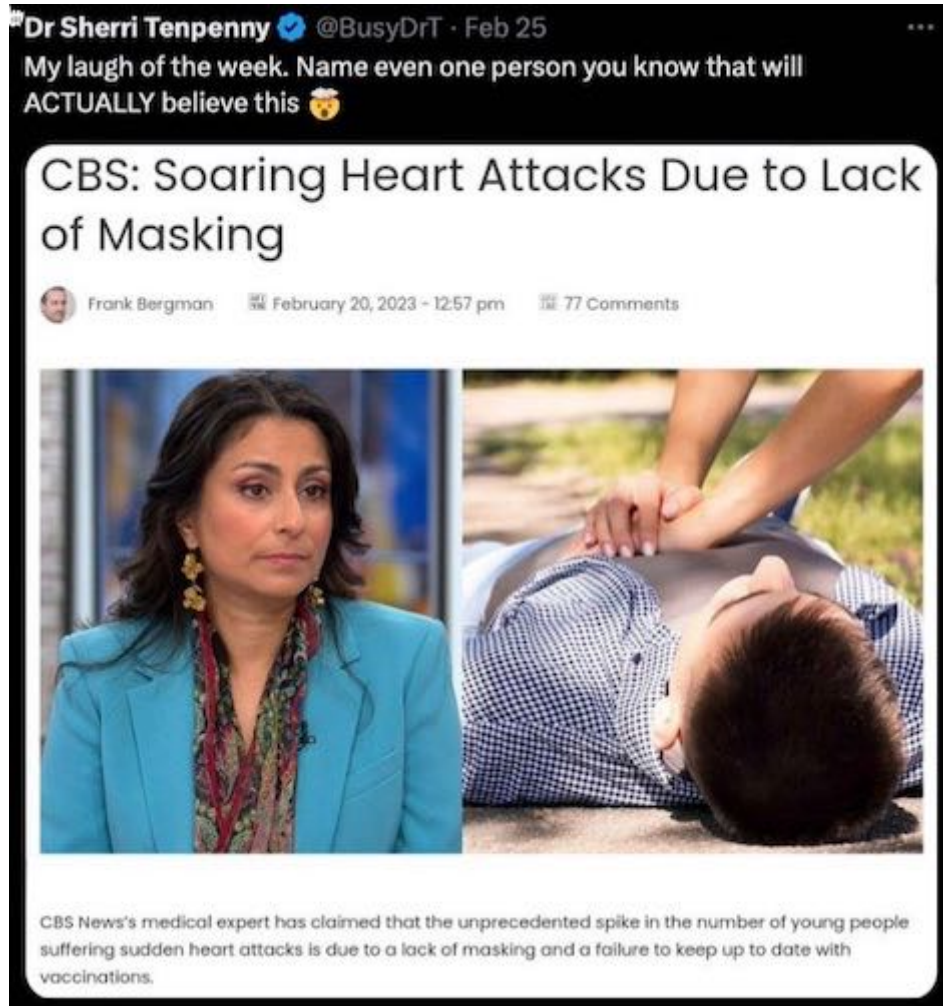 Dr Sherri Tenpenny @BusyDrT · Feb 25
My laugh of the week. Name even one person you know that will
ACTUALLY believe this 🤯
CBS: Soaring Heart Attacks Due to Lack
of Masking
Frank Bergman February 20, 2023 - 12:57 pm 77 Comments
CBS News's medical expert has claimed that the unprecedented spike in the number of young people
suffering sudden heart attacks is due to a lack of masking and a failure to keep up to date with
vaccinations.